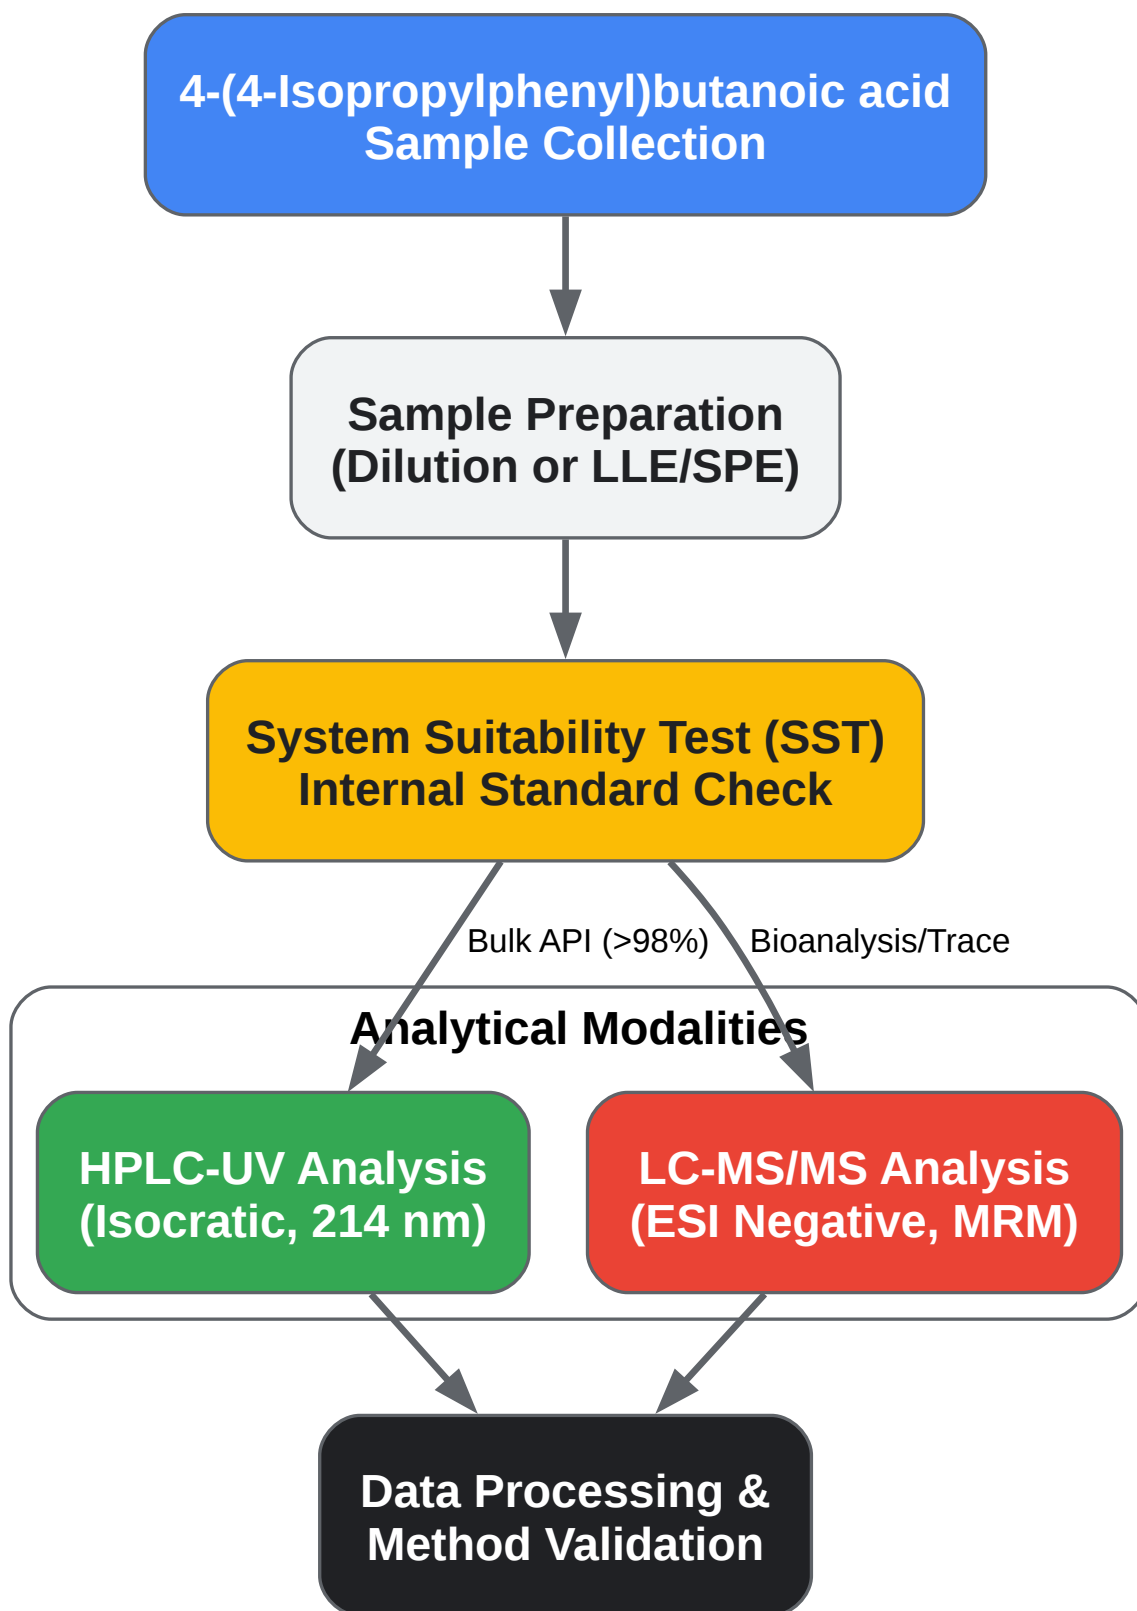 4-(4-Isopropylphenyl)butanoic acid
Sample Collection
Sample Preparation
(Dilution or LLE/SPE)
System Suitability Test (SST)
Internal Standard Check
Bulk API (>98%)
Bioanalysis/Trace
Analytical Modalities
HPLC-UV Analysis
(Isocratic, 214 nm)
LC-MS/MS Analysis
(ESI Negative, MRM)
Data Processing &
Method Validation